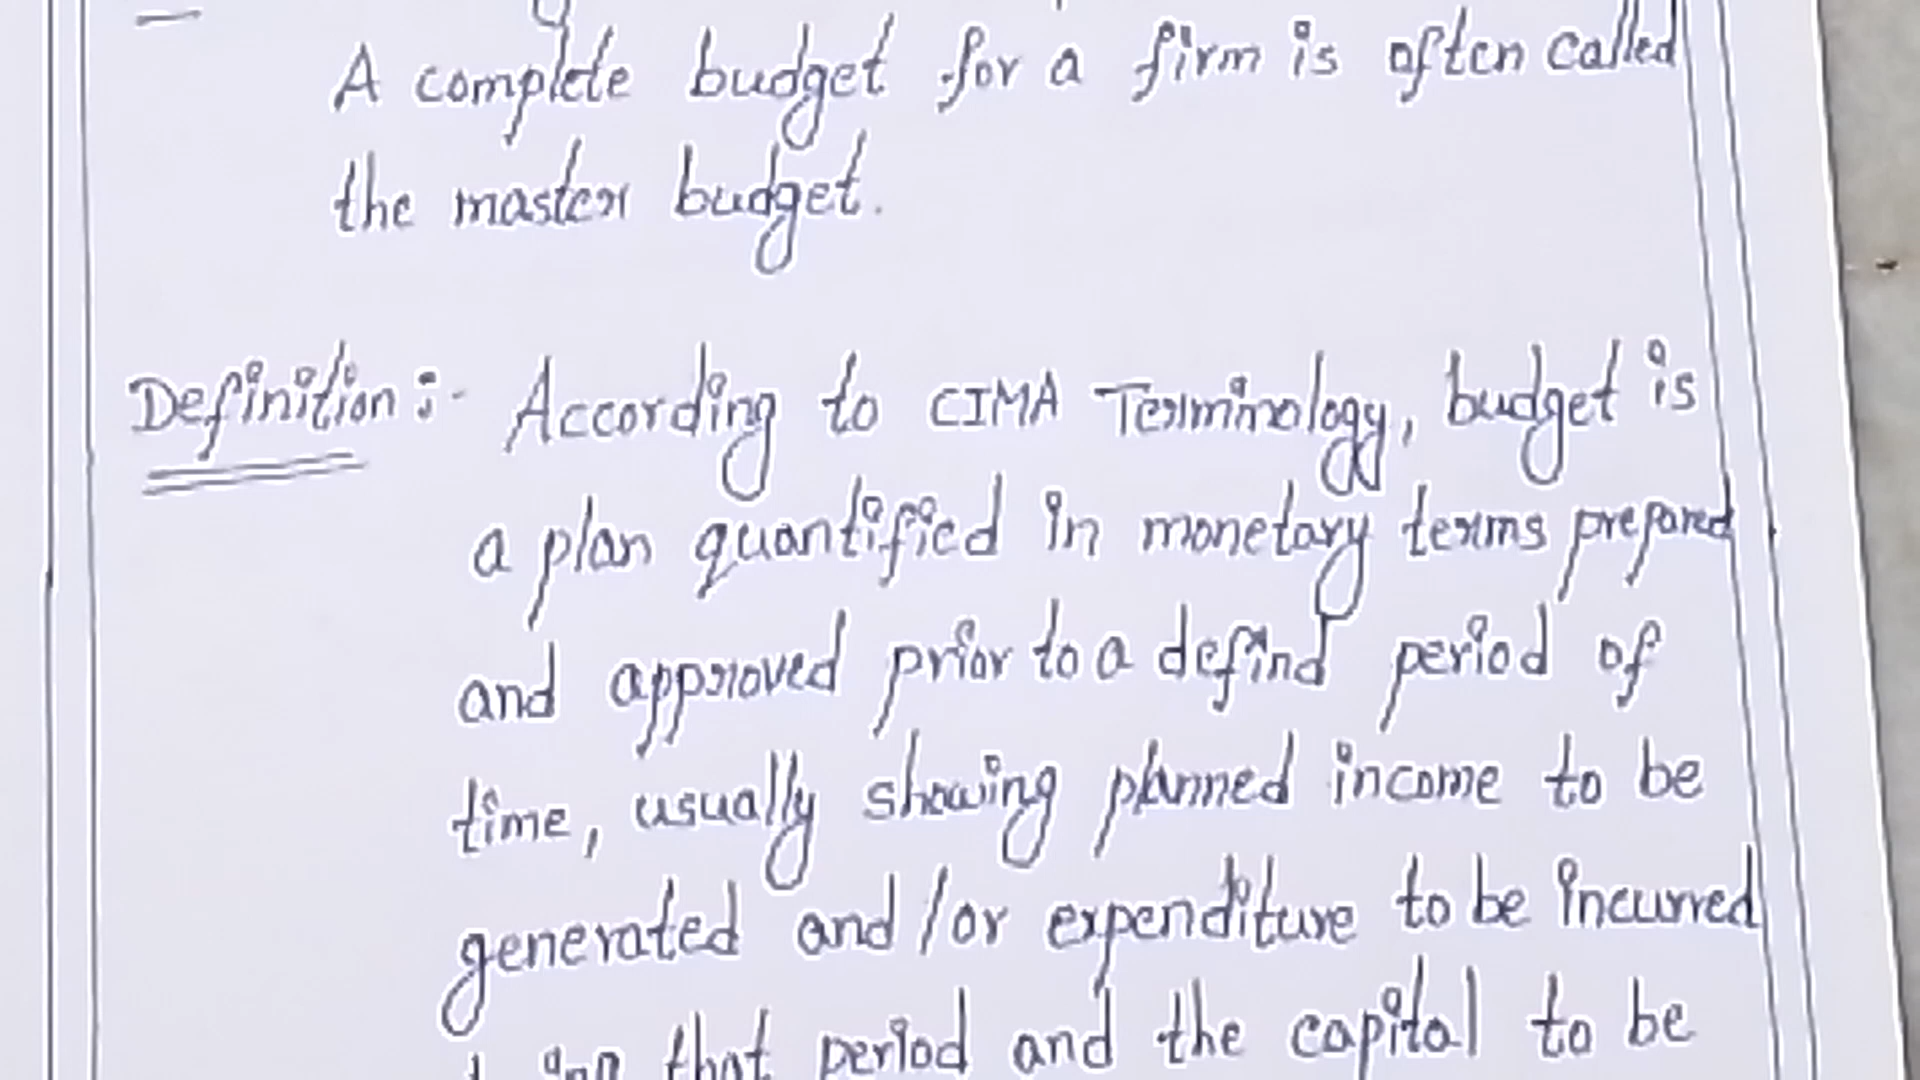 A complete budget for a firm is often called
the master budget.
Definition :- According to CIMA Terminology, budget is
a plan quantified in monetary terms prepared
and approved prior to a defind period of
time, usually showing planned income to be
generated and /or expenditure to be incurred
that period and the capital to be